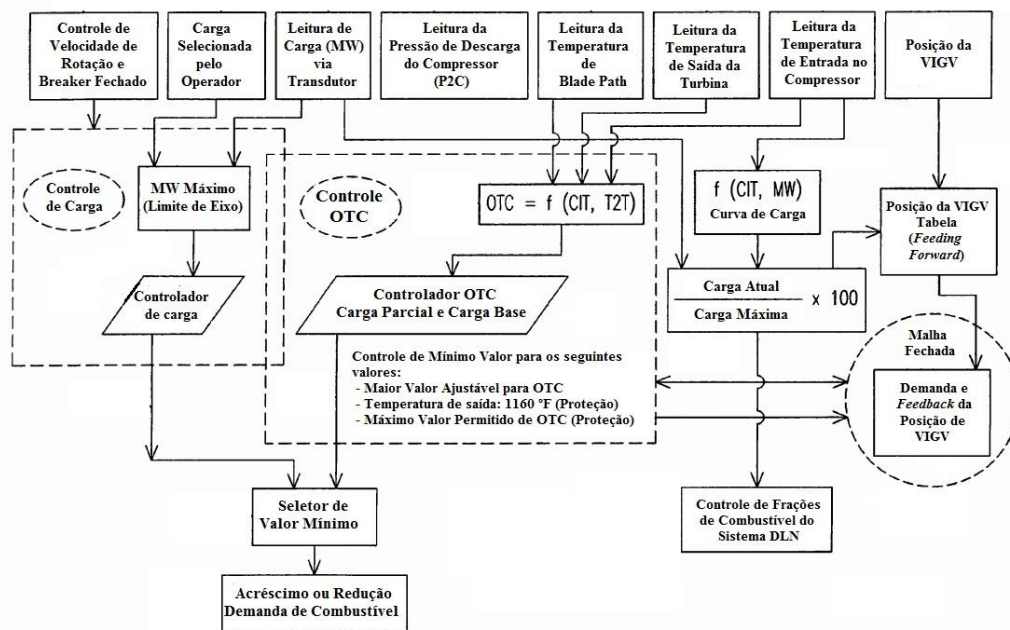 Controle de
Velocidade de
Rotação e
Breaker Fechado
Carga
Selecionada
pelo
Operador
Leitura de
Carga (MW)
via
Transdutor
Leitura da
Pressão de Descarga
do Compressor
(P2C)
Leitura da
Temperatura
de
Blade Path
Leitura da
Temperatura
de Saída da
Turbina
Leitura da
Temperatura
de Entrada no
Compressor
Posição da
VIGV
Controle
de Carga
MW Máximo
(Limite de Eixo)
Controle
OTC
OTC = f (CIT, T2T)
f (CIT, MW)
Curva de Carga
Posição da VIGV
Tabela
(Feeding
Forward)
Controlador
de carga
Controlador OTC
Carga Parcial e Carga Base
Carga Atual
Carga Máxima
x 100
Controle de Mínimo Valor para os seguintes
valores:
- Maior Valor Ajustável para OTC
- Temperatura de saída: 1160 °F (Proteção)
- Máximo Valor Permitido de OTC (Proteção)
Malha
Fechada
Demanda e
Feedback da
Posição de
VIGV
Seletor de
Valor Mínimo
Controle de Frações
de Combustível do
Sistema DLN
Acréscimo ou Redução
Demanda de Combustível